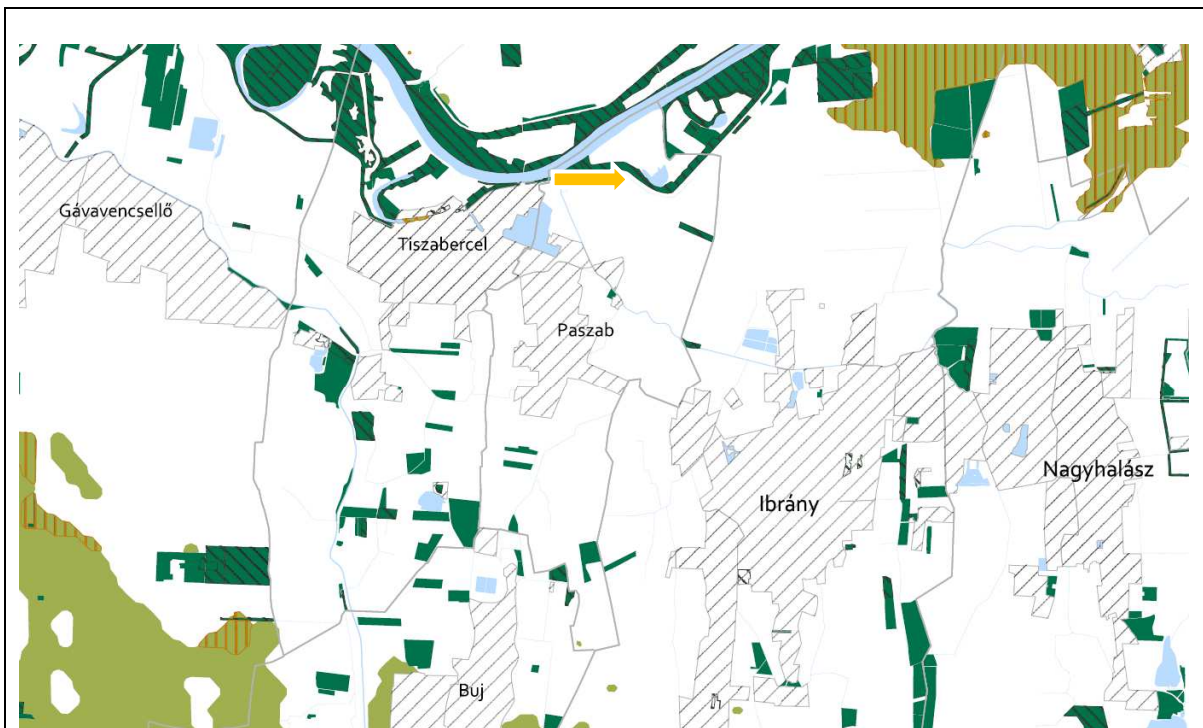 Gávavencsellő
Tiszabercel
Paszab
Ibrány
Nagyhalász
Buj